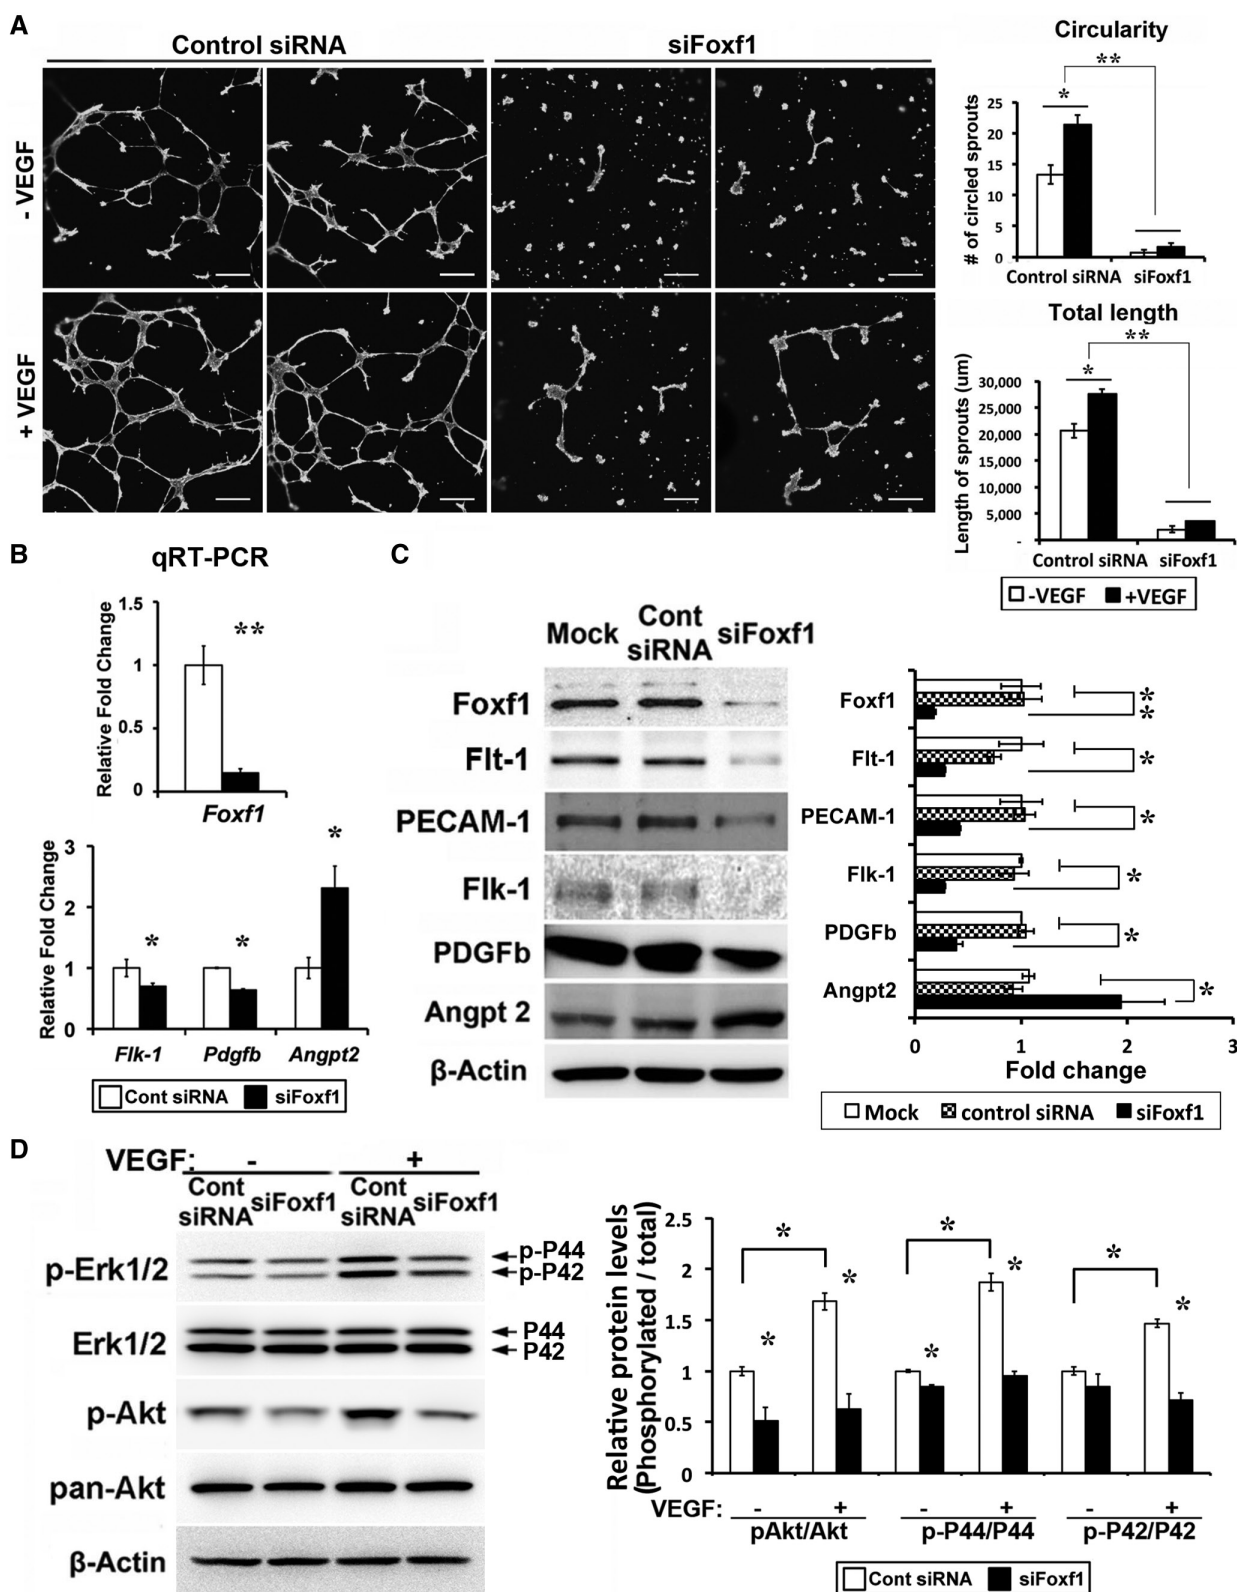 A
Control siRNA
siFoxf1
- VEGF
+ VEGF
Circularity
**
*
# of circled sprouts
25
20
15
10
5
0
Control siRNA siFoxf1
Total length
**
*
Length of sprouts (um)
30,000
25,000
20,000
15,000
10,000
5,000
-
Control siRNA siFoxf1
-VEGF +VEGF
B
qRT-PCR
Relative Fold Change
1.5
1
0.5
0
**
Foxf1
Relative Fold Change
3
2
1
0
* * *
Flk-1 Pdgfb Angpt2
Cont siRNA siFoxf1
C
Mock Cont siRNA siFoxf1
Foxf1
Flt-1
PECAM-1
Flk-1
PDGFb
Angpt 2
β-Actin
Foxf1 **
Flt-1 *
PECAM-1 *
Flk-1 *
PDGFb *
Angpt2 *
0 1 2 3
Fold change
Mock control siRNA siFoxf1
D
VEGF: - +
Cont siRNA siFoxf1 Cont siRNA siFoxf1
p-Erk1/2
p-P44
p-P42
Erk1/2
P44
P42
p-Akt
pan-Akt
β-Actin
Relative protein levels
(Phosphorylated / total)
2.5
2
1.5
1
0.5
0
* * *
* * * * *
VEGF: - + - + - +
pAkt/Akt p-P44/P44 p-P42/P42
Cont siRNA siFoxf1